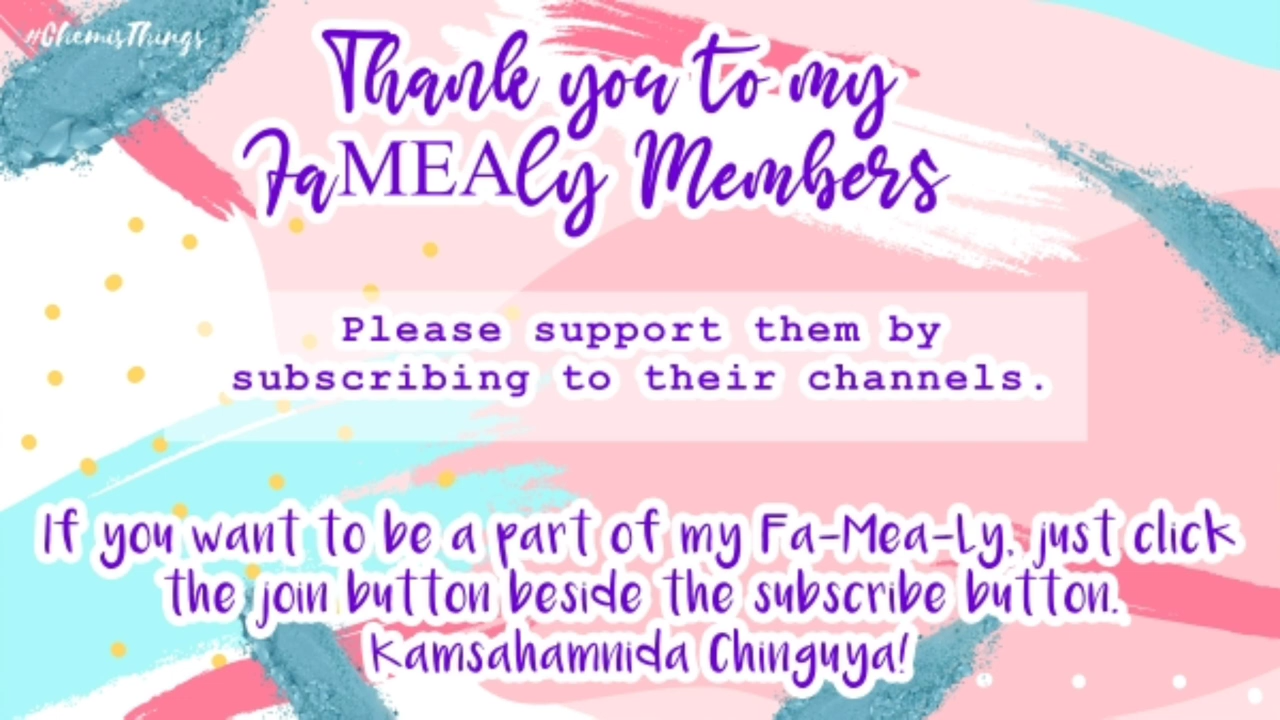 #ChemisThings
Thank you to my
FaMEALy Members
Please support them by
subscribing to their channels.
If you want to be a part of my Fa-Mea-Ly, just click
the join button beside the subscribe button.
Kamsahamnida Chinguya!